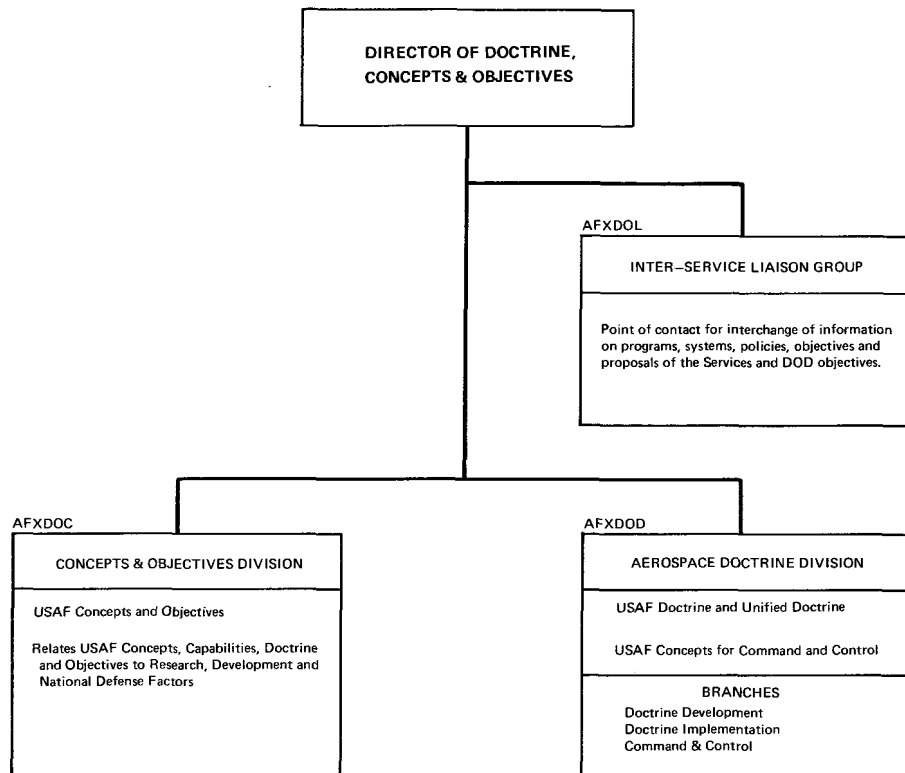 DIRECTOR OF DOCTRINE,
CONCEPTS & OBJECTIVES
AFXDOL
INTER-SERVICE LIAISON GROUP
Point of contact for interchange of information
on programs, systems, policies, objectives and
proposals of the Services and DOD objectives.
AFXDOC
CONCEPTS & OBJECTIVES DIVISION
USAF Concepts and Objectives
Relates USAF Concepts, Capabilities, Doctrine
and Objectives to Research, Development and
National Defense Factors
AFXDOD
AEROSPACE DOCTRINE DIVISION
USAF Doctrine and Unified Doctrine
USAF Concepts for Command and Control
BRANCHES
Doctrine Development
Doctrine Implementation
Command & Control